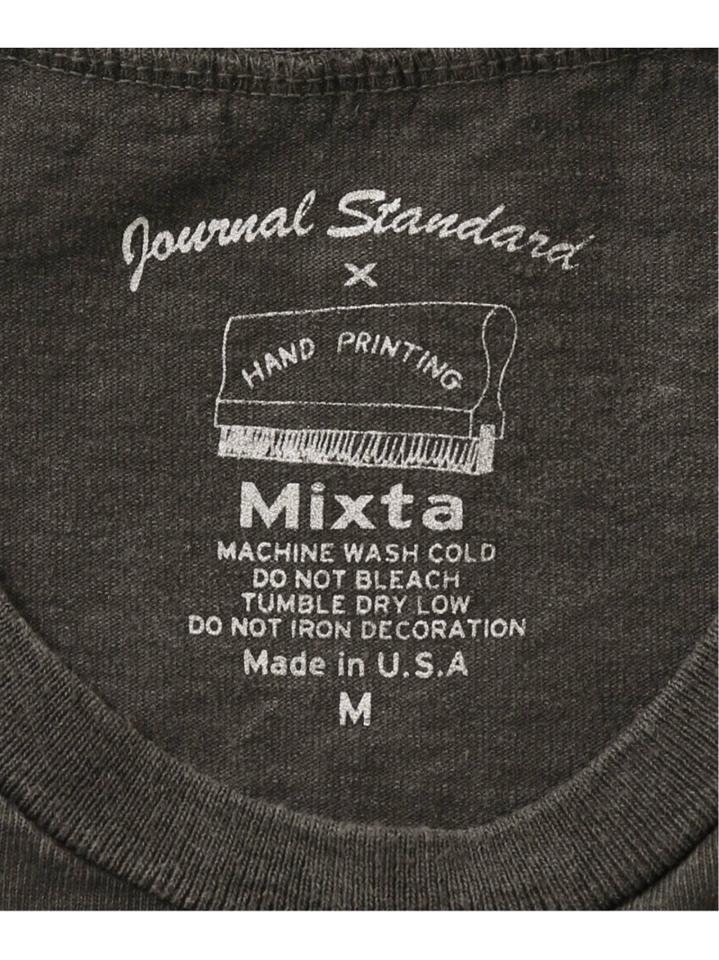 Journal Standard
X
HAND PRINTING
Mixta
MACHINE WASH COLD
DO NOT BLEACH
TUMBLE DRY LOW
DO NOT IRON DECORATION
Made in U.S.A
M